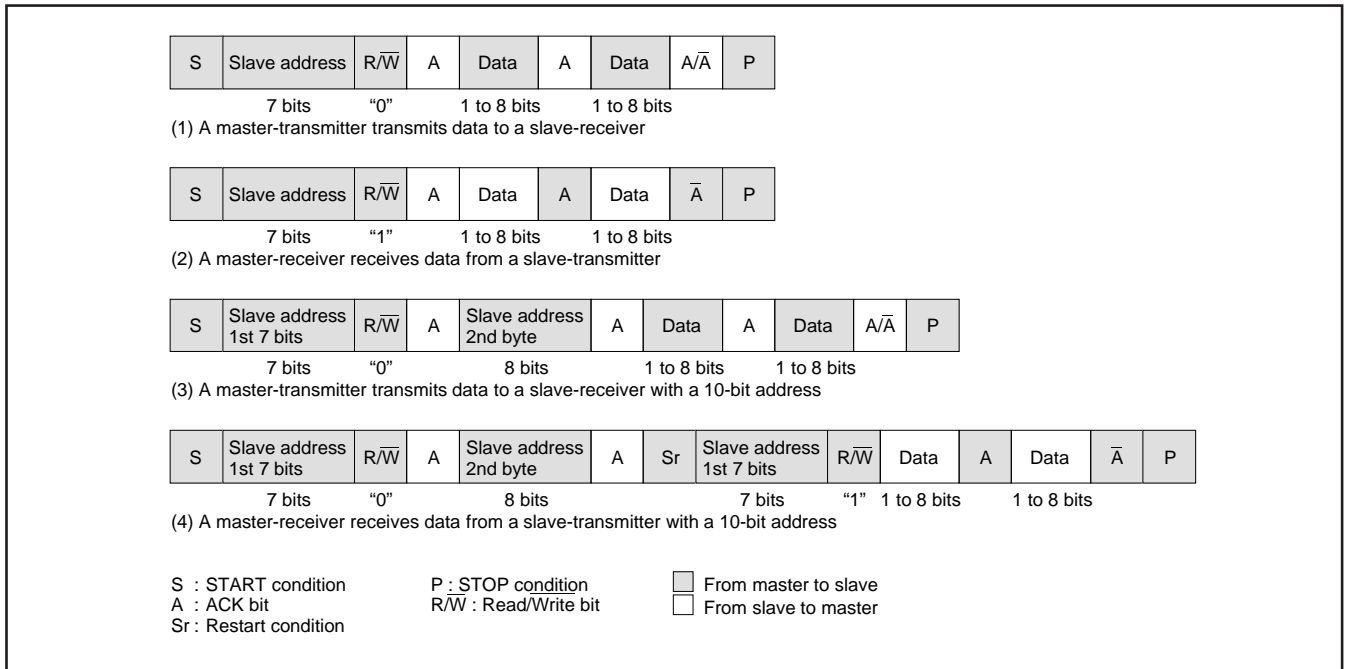 S Slave address R/W̅ A Data A Data A/A̅ P
7 bits “0” 1 to 8 bits 1 to 8 bits
(1) A master-transmitter transmits data to a slave-receiver
S Slave address R/W̅ A Data A Data A̅ P
7 bits “1” 1 to 8 bits 1 to 8 bits
(2) A master-receiver receives data from a slave-transmitter
S Slave address 1st 7 bits R/W̅ A Slave address 2nd byte A Data A Data A/A̅ P
7 bits “0” 8 bits 1 to 8 bits 1 to 8 bits
(3) A master-transmitter transmits data to a slave-receiver with a 10-bit address
S Slave address 1st 7 bits R/W̅ A Slave address 2nd byte A Sr Slave address 1st 7 bits R/W̅ Data A Data A̅ P
7 bits “0” 8 bits 7 bits “1” 1 to 8 bits 1 to 8 bits
(4) A master-receiver receives data from a slave-transmitter with a 10-bit address
S : START condition P : STOP condition From master to slave
A : ACK bit R/W̅ : Read/W̅r̅i̅t̅e̅ bit From slave to master
Sr : Restart condition